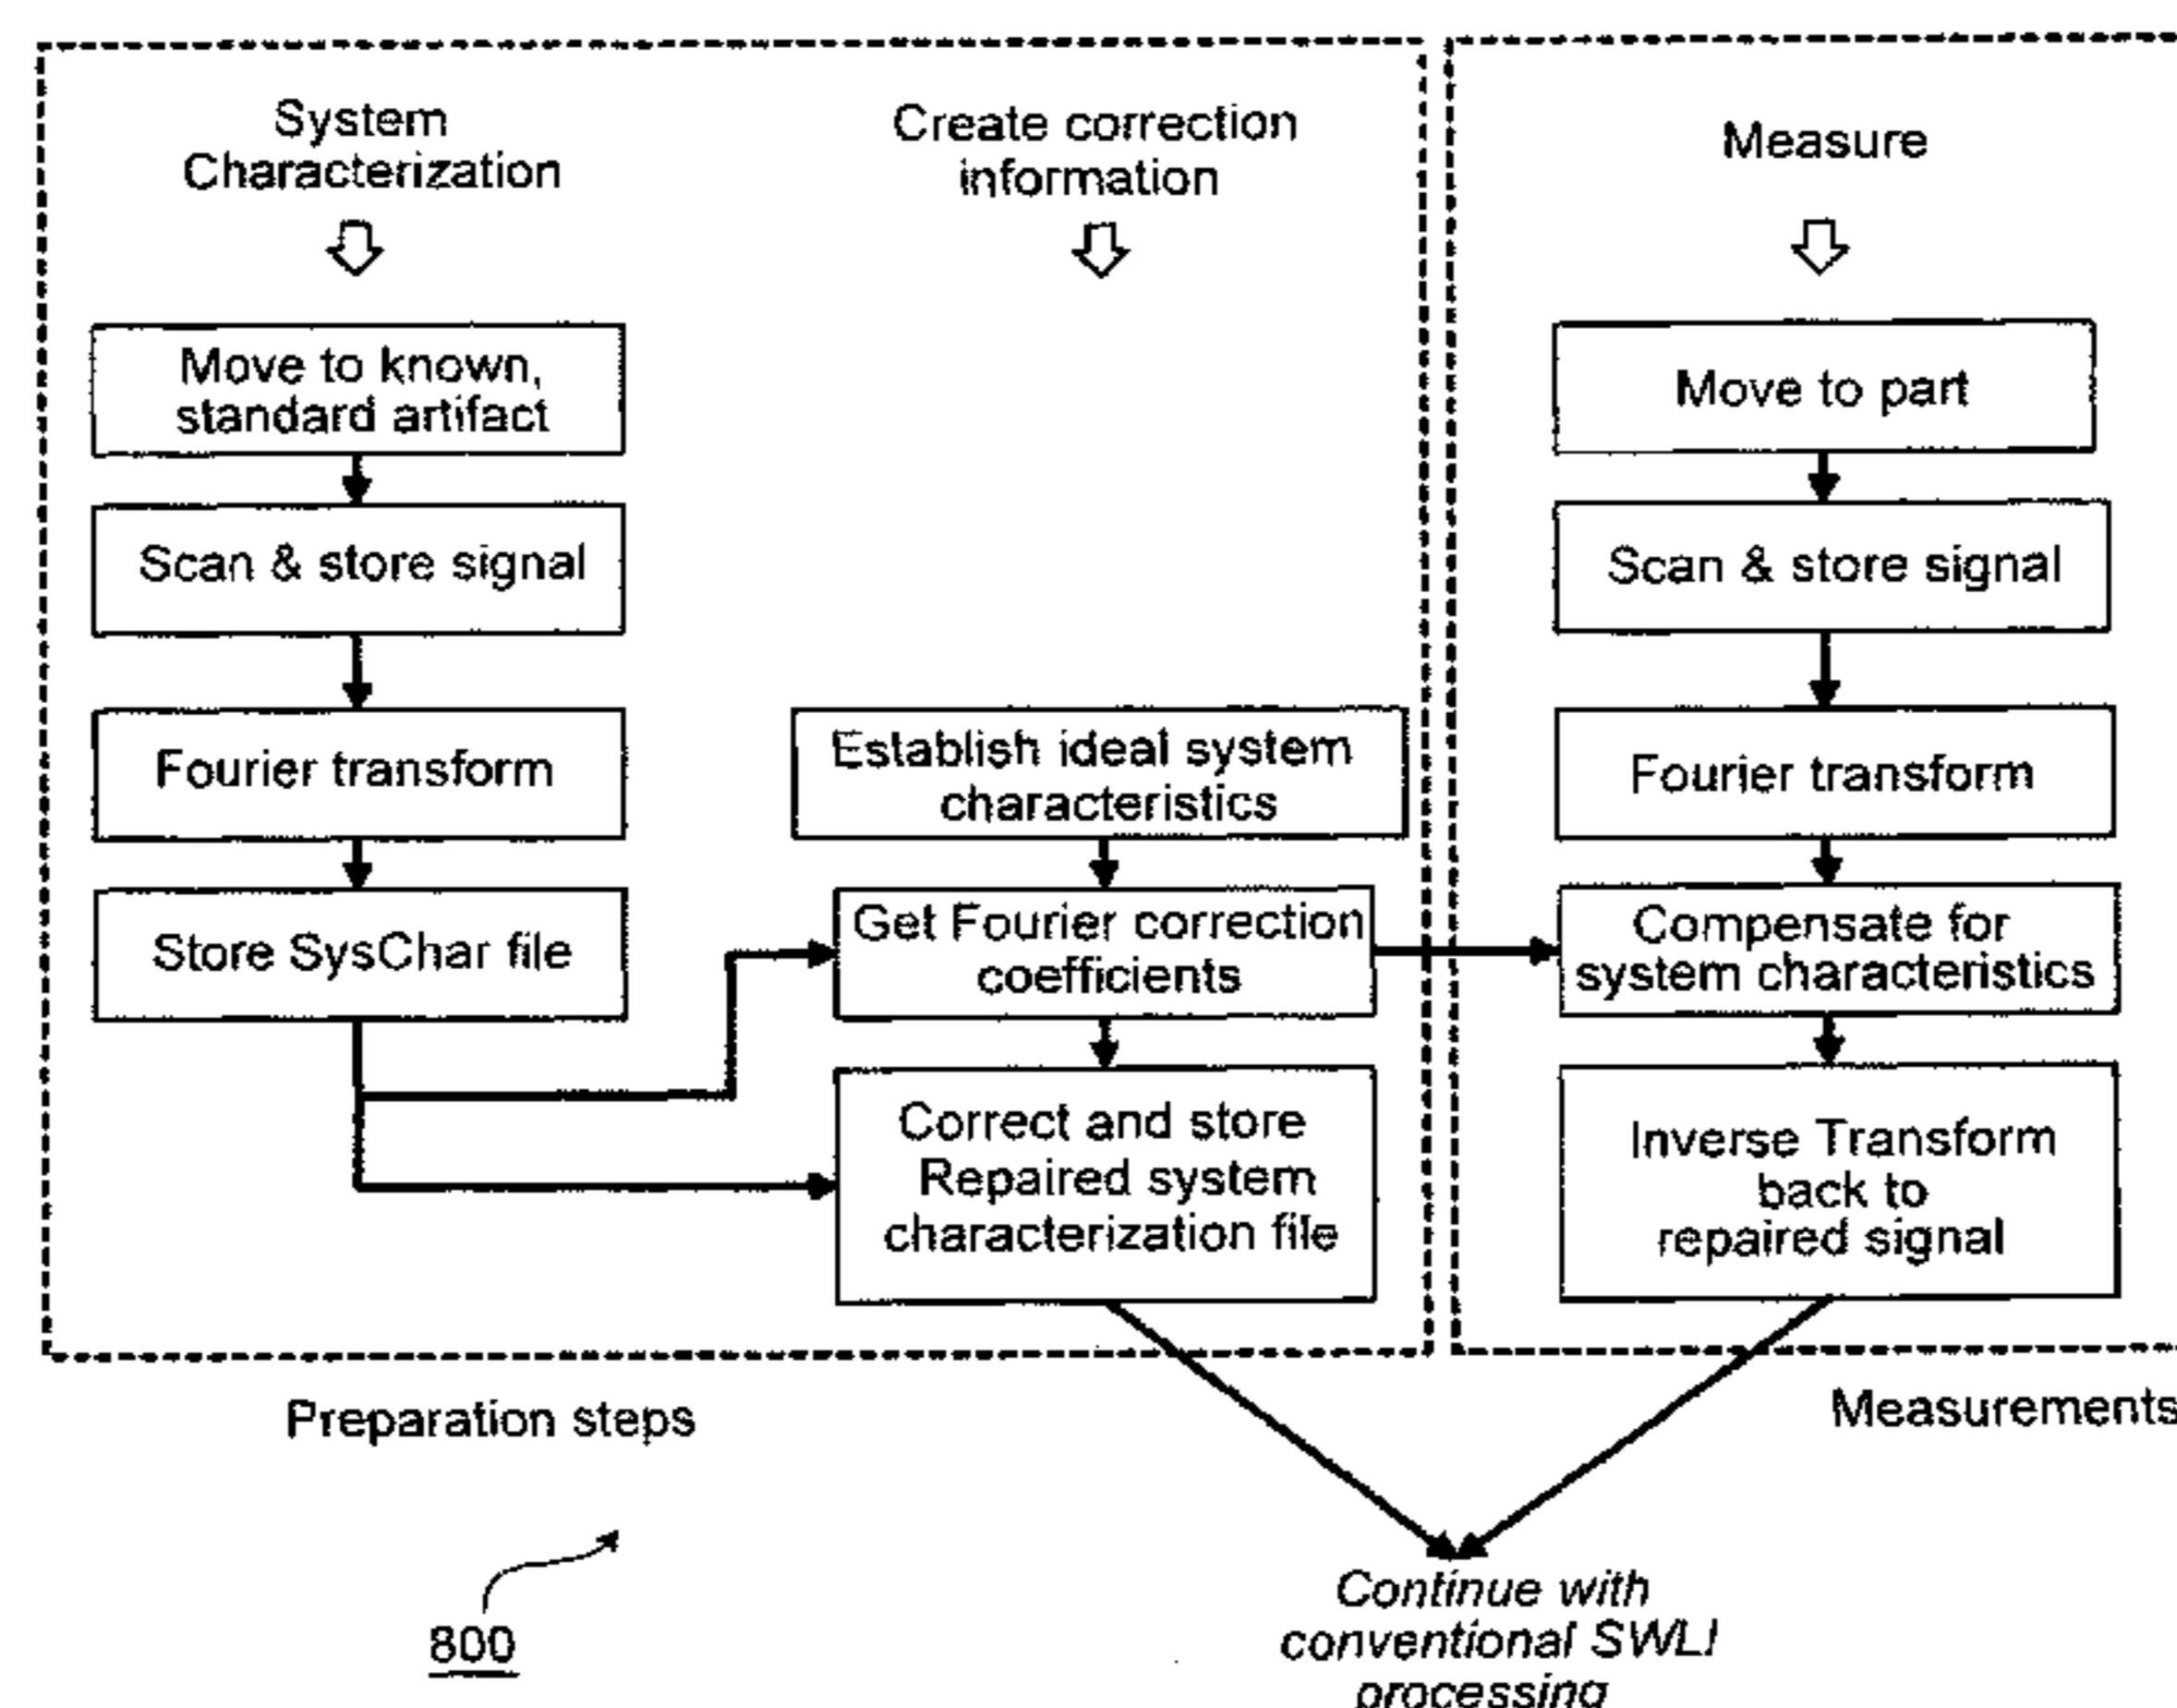 System
Characterization
Create correction
information
Measure
Move to known,
standard artifact
Scan & store signal
Fourier transform
Store SysChar file
Establish ideal system
characteristics
Get Fourier correction
coefficients
Correct and store
Repaired system
characterization file
Move to part
Scan & store signal
Fourier transform
Compensate for
system characteristics
Inverse Transform
back to
repaired signal
Preparation steps
Measurements
800
Continue with
conventional SWLI
processing